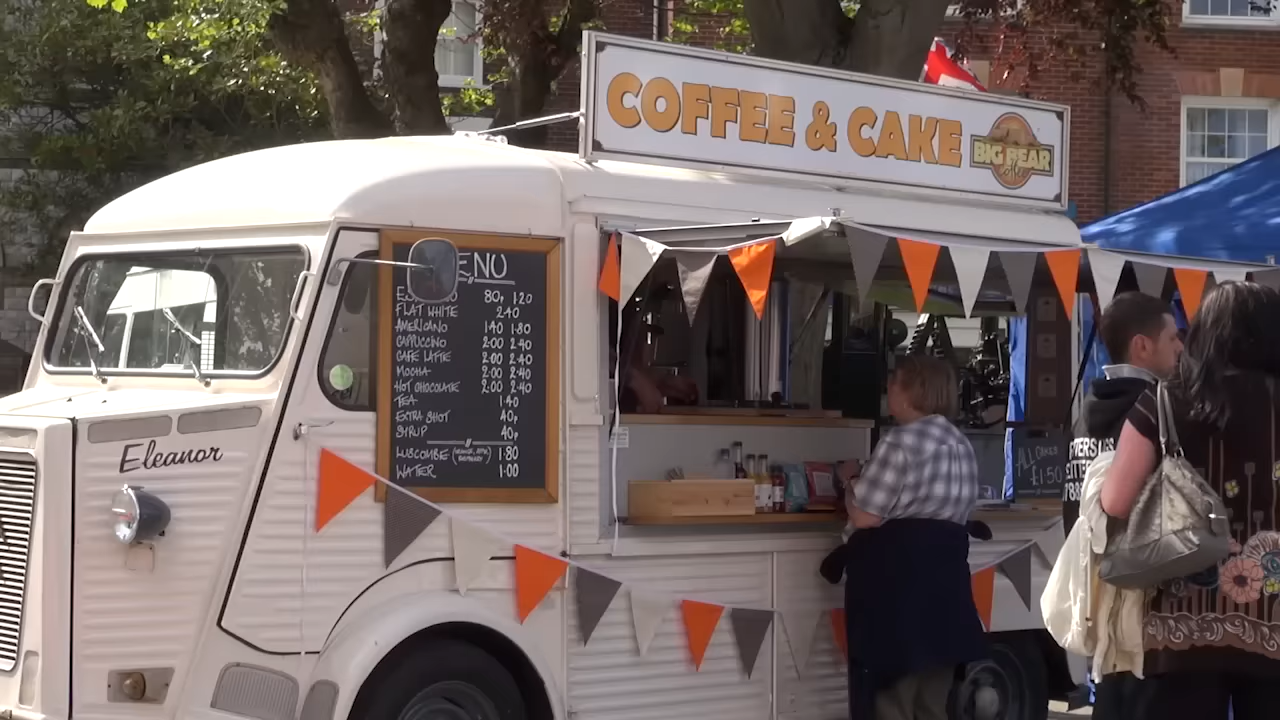 COFFEE & CAKE
BIG BEAR
Coffee
ENU
80p 1·20
FLAT WHITE 2·40
AMERICANO 1·40 1·80
CAPPUCCINO 2·00 2·40
CAFE LATTE 2·00 2·40
MOCHA 2·00 2·40
HOT CHOCOLATE 2·00 2·40
TEA 1·40
EXTRA SHOT 40p
SYRUP 40p
LUSCOMBE 1·80
WATER 1·00
Eleanor
ALL CAKES
£1·50